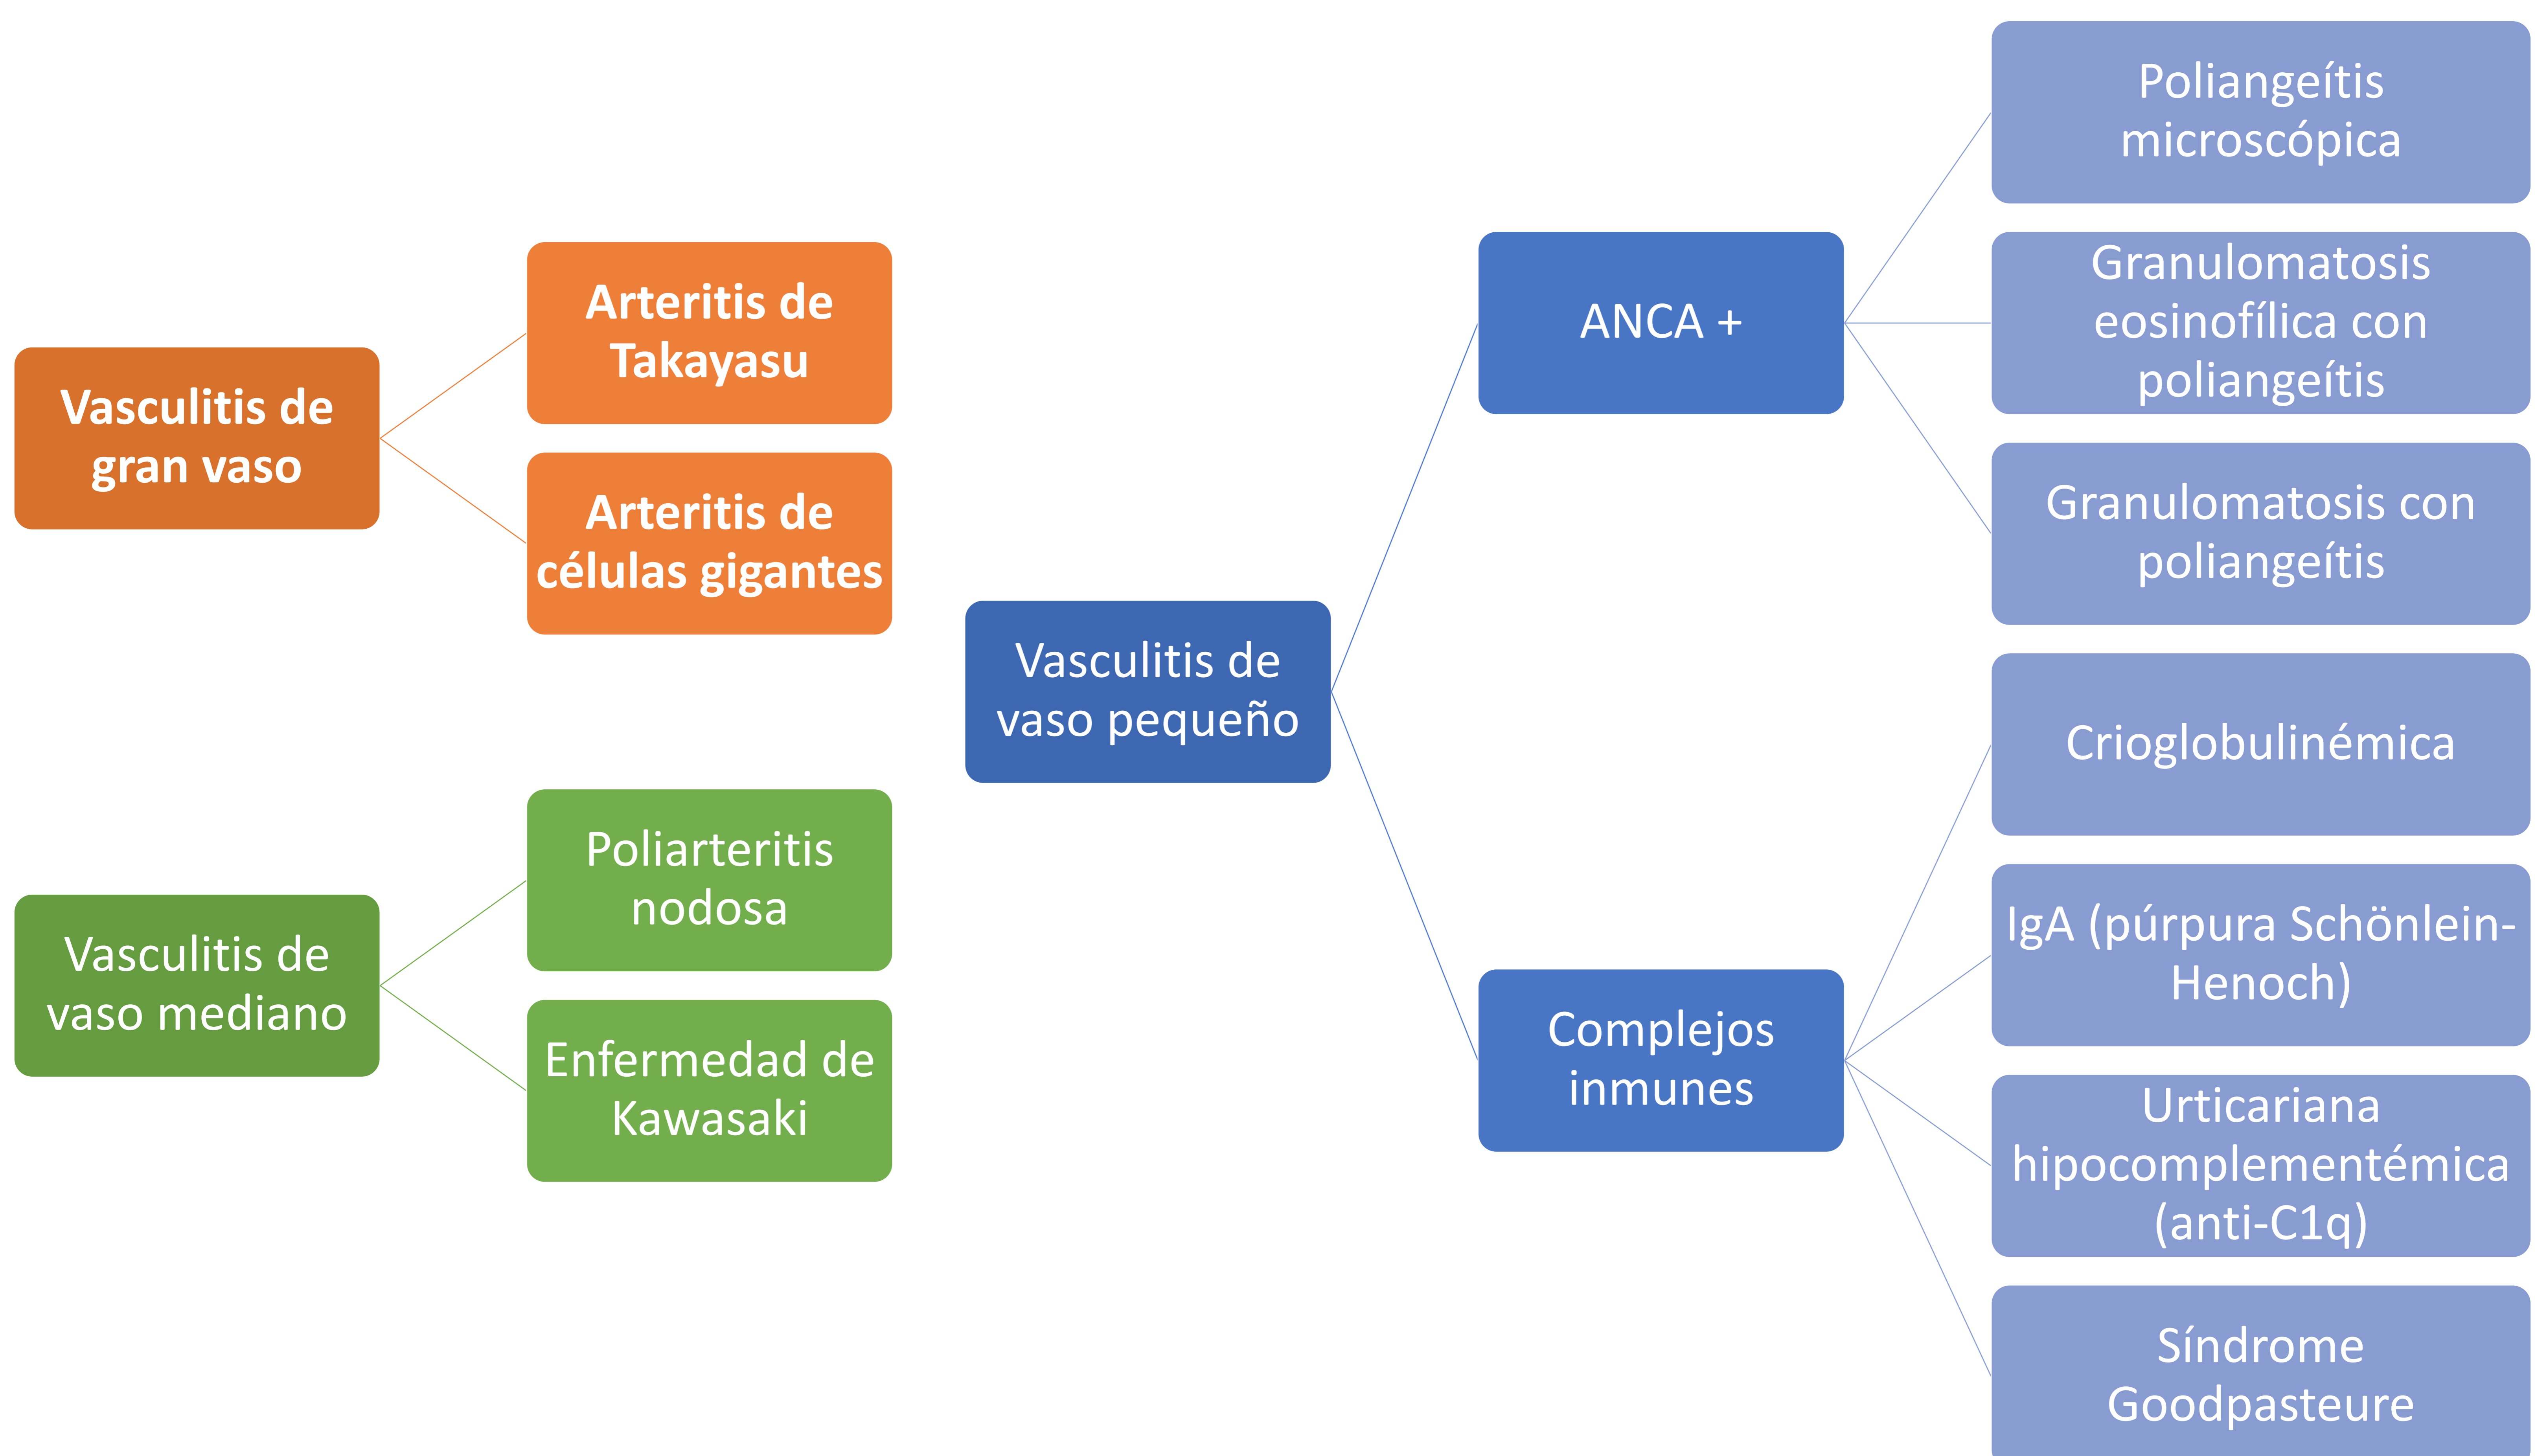 Vasculitis de
gran vaso
Arteritis de
Takayasu
Arteritis de
células gigantes
Vasculitis de
vaso mediano
Poliarteritis
nodosa
Enfermedad de
Kawasaki
Vasculitis de
vaso pequeño
ANCA +
Poliangeítis
microscópica
Granulomatosis
eosinofílica con
poliangeítis
Granulomatosis con
poliangeítis
Complejos
inmunes
Crioglobulinémica
IgA (púrpura Schönlein-
Henoch)
Urticariana
hipocomplementémica
(anti-C1q)
Síndrome
Goodpasteure